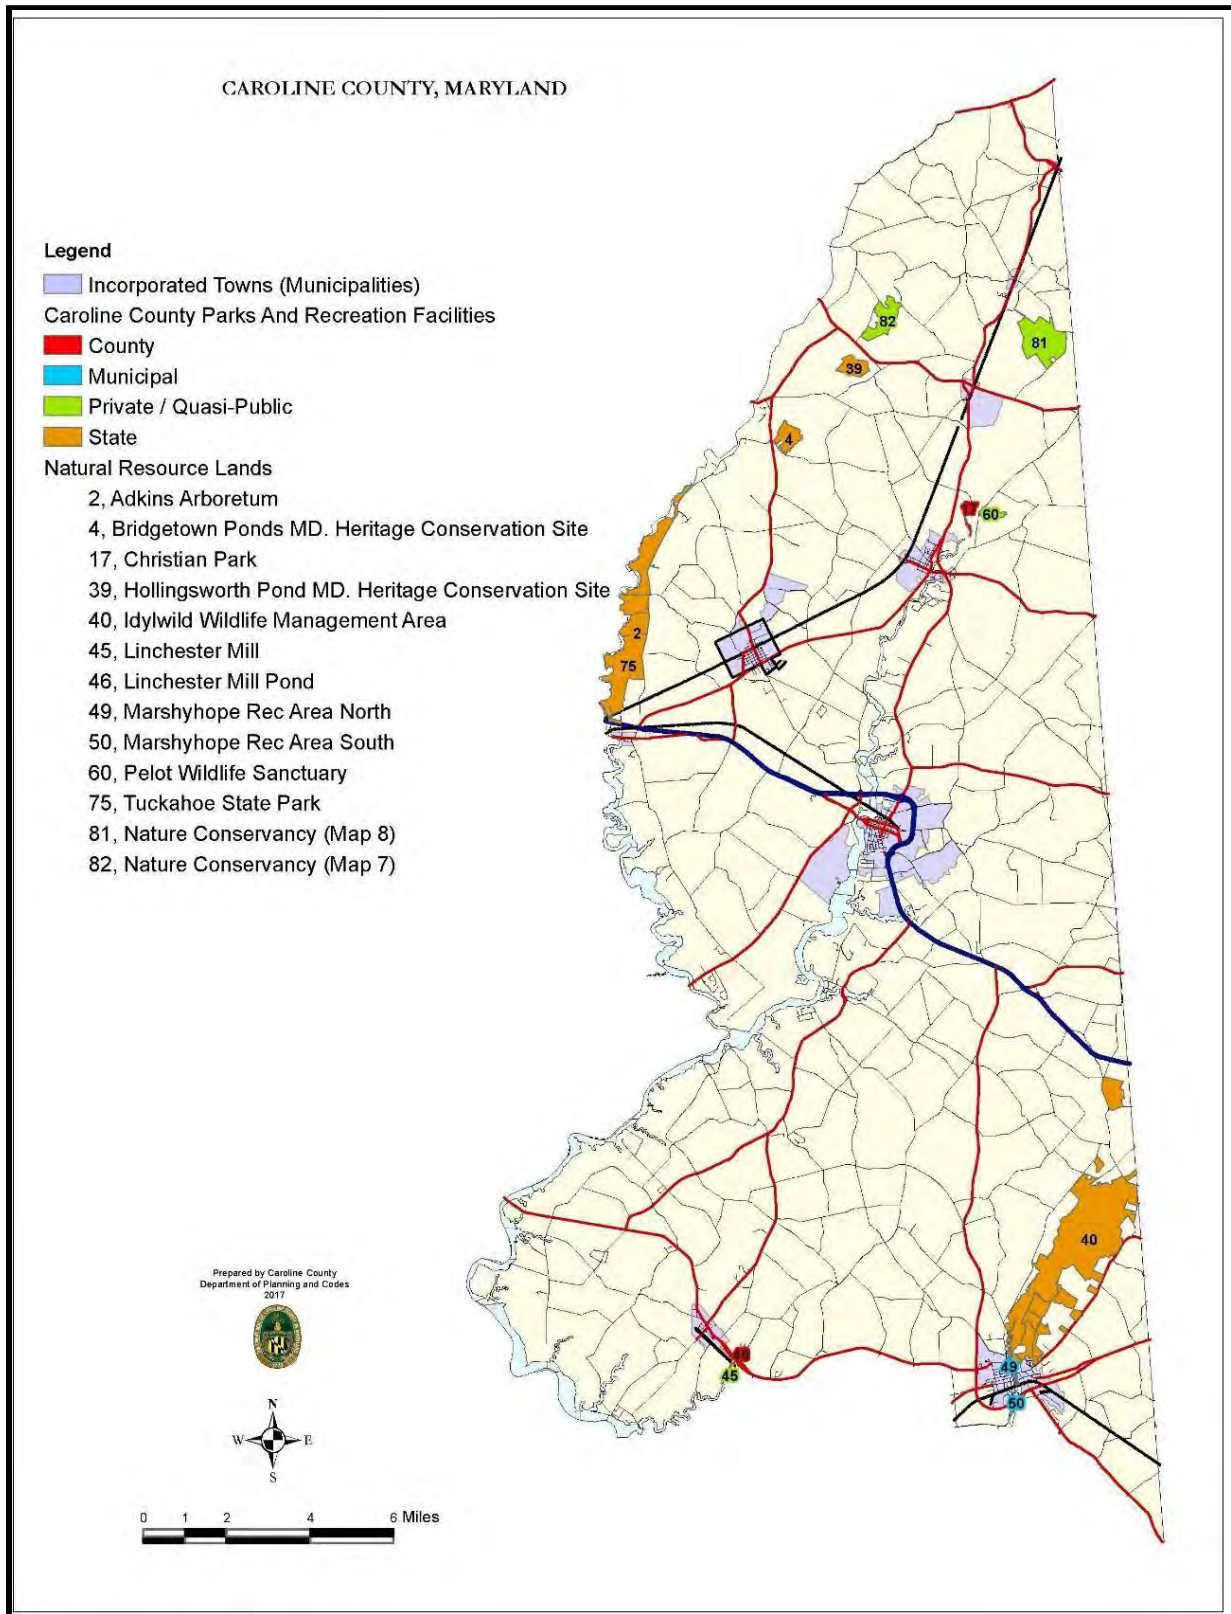 CAROLINE COUNTY, MARYLAND
Legend
Incorporated Towns (Municipalities)
Caroline County Parks And Recreation Facilities
County
Municipal
Private / Quasi-Public
State
Natural Resource Lands
2, Adkins Arboretum
4, Bridgetown Ponds MD. Heritage Conservation Site
17, Christian Park
39, Hollingsworth Pond MD. Heritage Conservation Site
40, Idylwild Wildlife Management Area
45, Linchester Mill
46, Linchester Mill Pond
49, Marshyhope Rec Area North
50, Marshyhope Rec Area South
60, Pelot Wildlife Sanctuary
75, Tuckahoe State Park
81, Nature Conservancy (Map 8)
82, Nature Conservancy (Map 7)
82
81
39
4
17
60
2
75
40
46
45
49
50
Prepared by Caroline County
Department of Planning and Codes
2017
N
W E
S
0 1 2 4 6 Miles